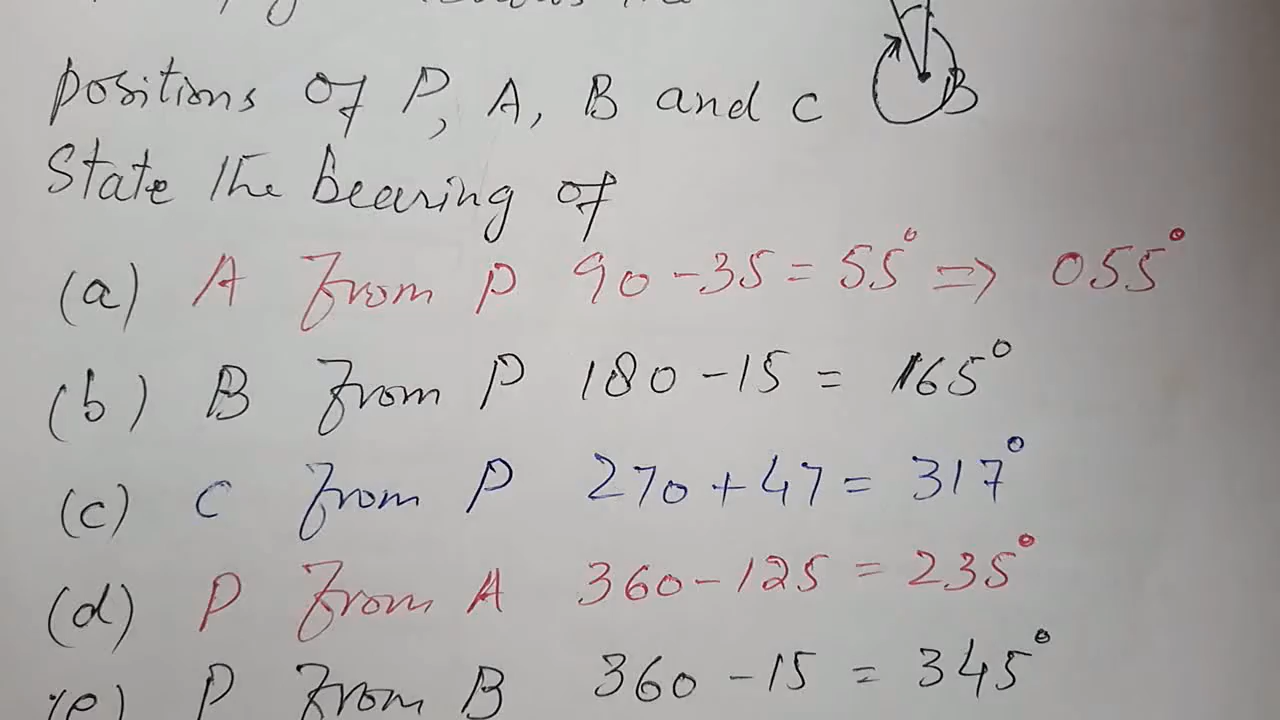 positions of P, A, B and C
B
State the bearing of
(a) A from P 90 - 35 = 55° => 055°
(b) B from P 180 - 15 = 165°
(c) C from P 270 + 47 = 317°
(d) P from A 360 - 125 = 235°
(e) P from B 360 - 15 = 345°